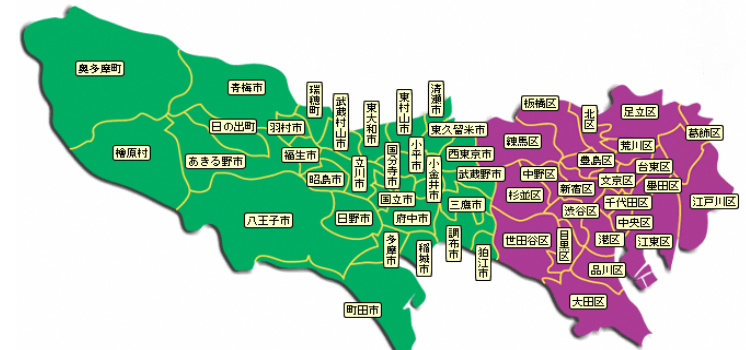 奥多摩町
青梅市
瑞穂町
武蔵村山市
東大和市
東村山市
清瀬市
板橋区
北区
足立区
葛飾区
檜原村
日の出町
羽村市
あきる野市
福生市
昭島市
立川市
国分寺市
小平市
小金井市
東久留米市
西東京市
武蔵野市
練馬区
豊島区
荒川区
台東区
中野区
文京区
墨田区
江戸川区
杉並区
新宿区
千代田区
渋谷区
中央区
八王子市
日野市
国立市
府中市
三鷹市
世田谷区
目黒区
港区
江東区
多摩市
稲城市
調布市
狛江市
品川区
町田市
大田区